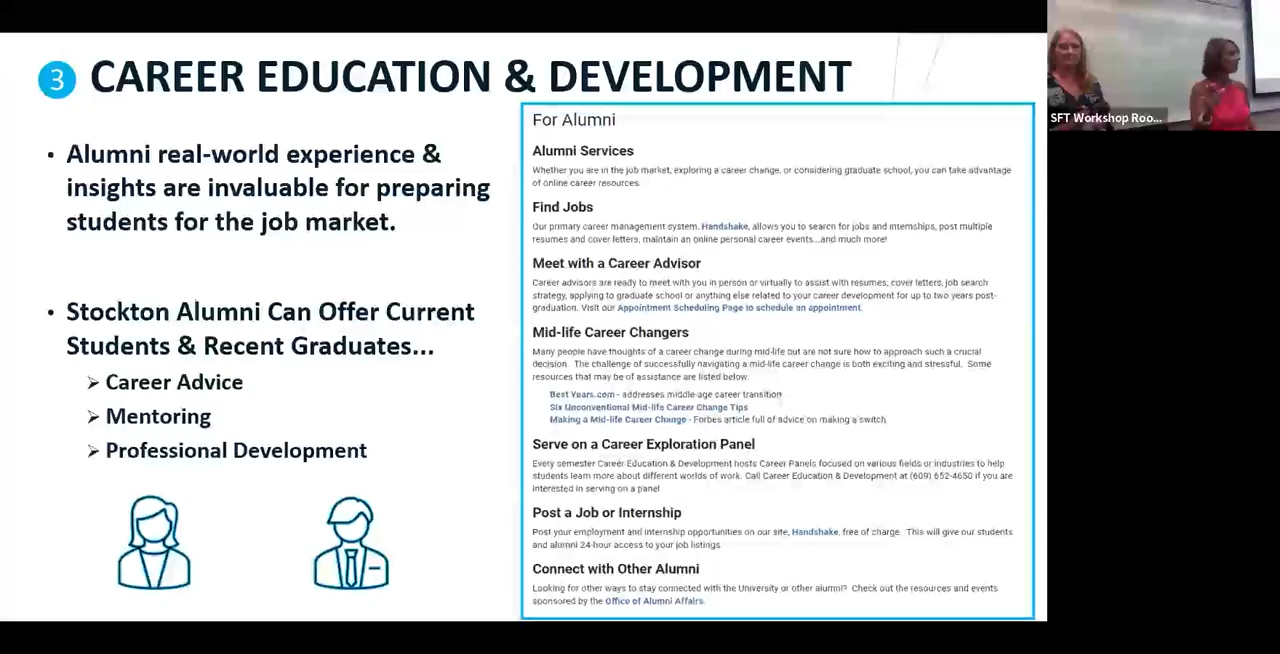 3 CAREER EDUCATION & DEVELOPMENT
• Alumni real-world experience &
insights are invaluable for preparing
students for the job market.
• Stockton Alumni Can Offer Current
Students & Recent Graduates...
➢ Career Advice
➢ Mentoring
➢ Professional Development
For Alumni
Alumni Services
Whether you are in the job market, exploring a career change, or considering graduate school, you can take advantage
of online career resources.
Find Jobs
Our primary career management system, Handshake, allows you to search for jobs and internships, post multiple
resumes and cover letters, maintain an online personal career events...and much more!
Meet with a Career Advisor
Career advisors are ready to meet with you in person or virtually to assist with resumes, cover letters, job search
strategy, applying to graduate school or anything else related to your career development for up to two years post-
graduation. Visit our Appointment Scheduling Page to schedule an appointment.
Mid-life Career Changers
Many people have thoughts of a career change during mid-life but are not sure how to approach such a crucial
decision. The challenge of successfully navigating a mid-life career change is both exciting and stressful. Some
resources that may be of assistance are listed below.
Best Years.com - addresses middle-age career transition
Six Unconventional Mid-life Career Change Tips
Making a Mid-life Career Change - Forbes article full of advice on making a switch
Serve on a Career Exploration Panel
Every semester Career Education & Development hosts Career Panels focused on various fields or industries to help
students learn more about different worlds of work. Call Career Education & Development at (609) 652-4650 if you are
interested in serving on a panel
Post a Job or Internship
Post your employment and internship opportunities on our site, Handshake, free of charge. This will give our students
and alumni 24-hour access to your job listings.
Connect with Other Alumni
Looking for other ways to stay connected with the University or other alumni? Check out the resources and events
sponsored by the Office of Alumni Affairs.
SFT Workshop Roo...